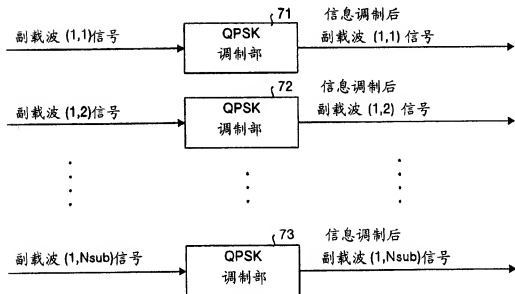 71
信息调制后
副载波 (1,1)信号
QPSK
调制部
副载波 (1,1) 信号
72
信息调制后
副载波 (1,2)信号
QPSK
调制部
副载波 (1,2) 信号
73
信息调制后
副载波 (1,Nsub)信号
QPSK
调制部
副载波 (1,Nsub)信号